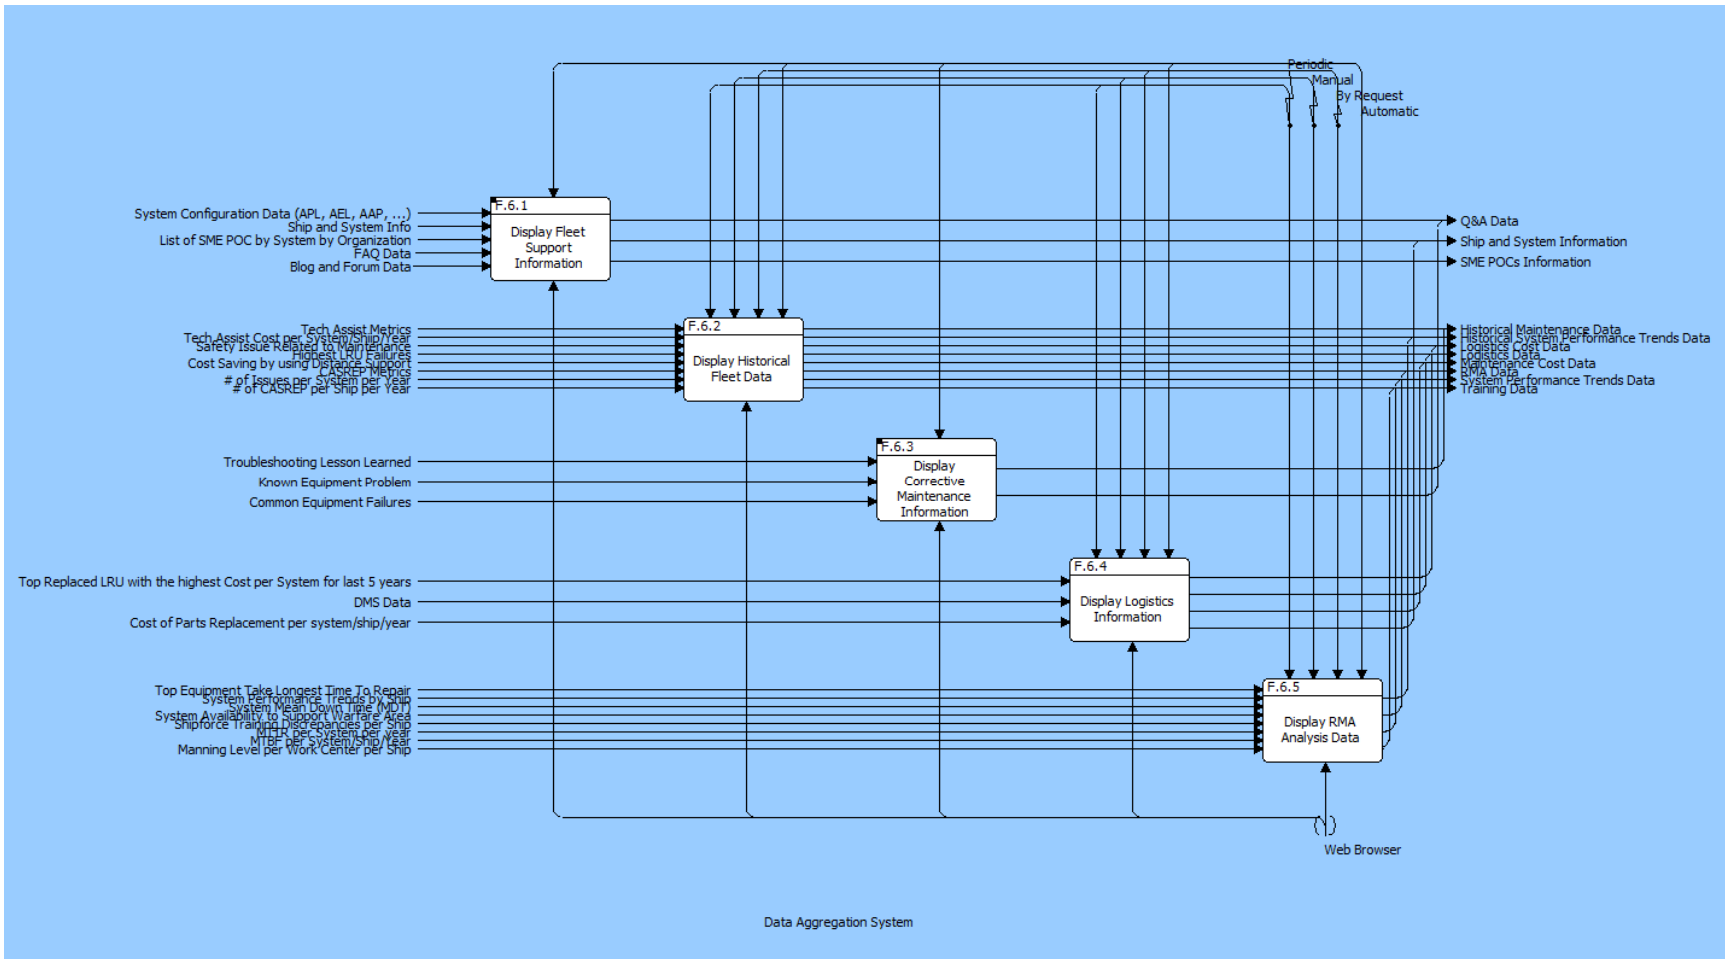 Periodic
Manual
By Request
Automatic
F.6.1
Display Fleet
Support
Information
System Configuration Data (APL, AEL, AAP, ...)
Ship and System Info
List of SME POC by System by Organization
FAQ Data
Blog and Forum Data
Q&A Data
Ship and System Information
SME POCs Information
F.6.2
Display Historical
Fleet Data
Tech Assist Metrics
Tech Assist Cost per System/Ship/Year
Safety Issue Related to Maintenance
Highest LRU Failures
Cost Saving by using Distance Support
CASREP Metrics
# of Issues per System per Year
# of CASREP per Ship per Year
Historical Maintenance Data
Historical System Performance Trends Data
Logistics Cost Data
Logistics Data
Maintenance Cost Data
RMA Data
System Performance Trends Data
Training Data
F.6.3
Display
Corrective
Maintenance
Information
Troubleshooting Lesson Learned
Known Equipment Problem
Common Equipment Failures
F.6.4
Display Logistics
Information
Top Replaced LRU with the highest Cost per System for last 5 years
DMS Data
Cost of Parts Replacement per system/ship/year
F.6.5
Display RMA
Analysis Data
Top Equipment Take Longest Time To Repair
System Performance Trends by Ship
System Mean Down Time (MDT)
System Availability to Support Warfare Area
Shipforce Training Discrepancies per Ship
MTTR per System per year
MTBF per System/Ship/Year
Manning Level per Work Center per Ship
Web Browser
Data Aggregation System